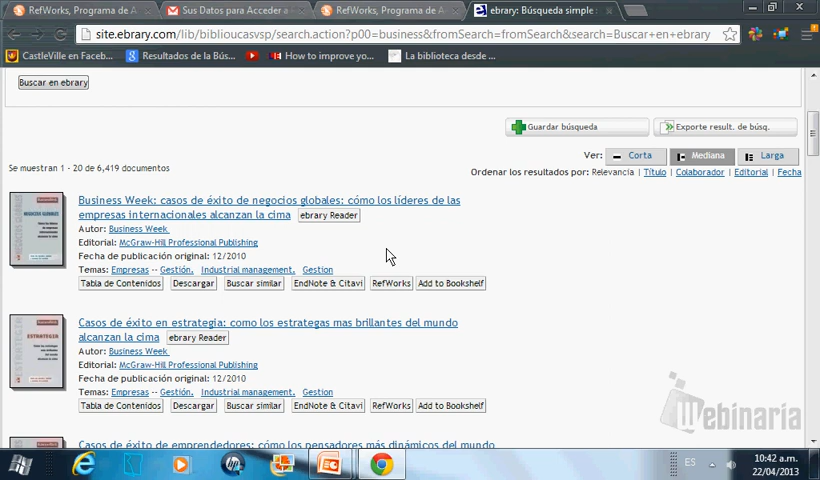 RefWorks, Programa de A
Sus Datos para Acceder a
RefWorks, Programa de A
ebrary: Búsqueda simple
site.ebrary.com/lib/biblioucasvsp/search.action?p00=business&fromSearch=fromSearch&search=Buscar+en+ebrary
CastleVille en Faceb...
Resultados de la Bús...
How to improve yo...
La biblioteca desde ...
Buscar en ebrary
Guardar búsqueda
Exporte result. de búsq.
Ver: Corta Mediana Larga
Se muestran 1 - 20 de 6,419 documentos
Ordenar los resultados por: Relevancia | Título | Colaborador | Editorial | Fecha
Business Week: casos de éxito de negocios globales: cómo los líderes de las
empresas internacionales alcanzan la cima ebrary Reader
Autor: Business Week
Editorial: McGraw-Hill Professional Publishing
Fecha de publicación original: 12/2010
Temas: Empresas -- Gestión. Industrial management. Gestion
Tabla de Contenidos Descargar Buscar similar EndNote & Citavi RefWorks Add to Bookshelf
Casos de éxito en estrategia: como los estrategas mas brillantes del mundo
alcanzan la cima ebrary Reader
ESTRATEGIA
Autor: Business Week
Editorial: McGraw-Hill Professional Publishing
Fecha de publicación original: 12/2010
Temas: Empresas -- Gestión. Industrial management. Gestion
Tabla de Contenidos Descargar Buscar similar EndNote & Citavi RefWorks Add to Bookshelf
Casos de éxito de emprendedores: cómo los pensadores más dinámicos del mundo
Webinaria
ES
10:42 a.m.
22/04/2013